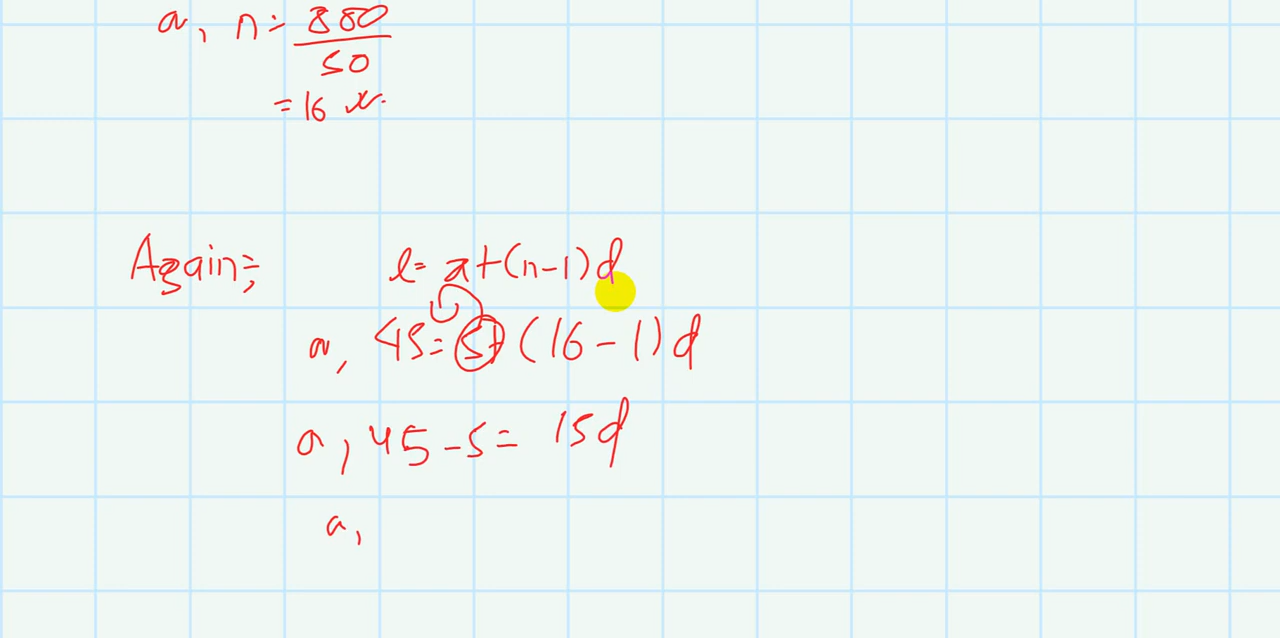 a, n = 880
50
= 16
Again;
l = a+(n-1)d
a, 45 = 5+ (16-1)d
a, 45-5 = 15d
a,